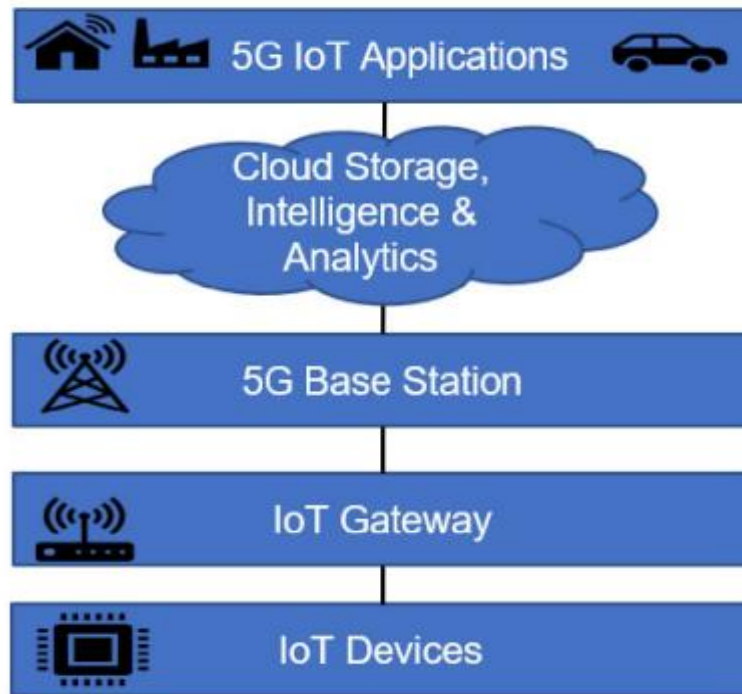 5G IoT Applications
Cloud Storage,
Intelligence &
Analytics
5G Base Station
IoT Gateway
IoT Devices